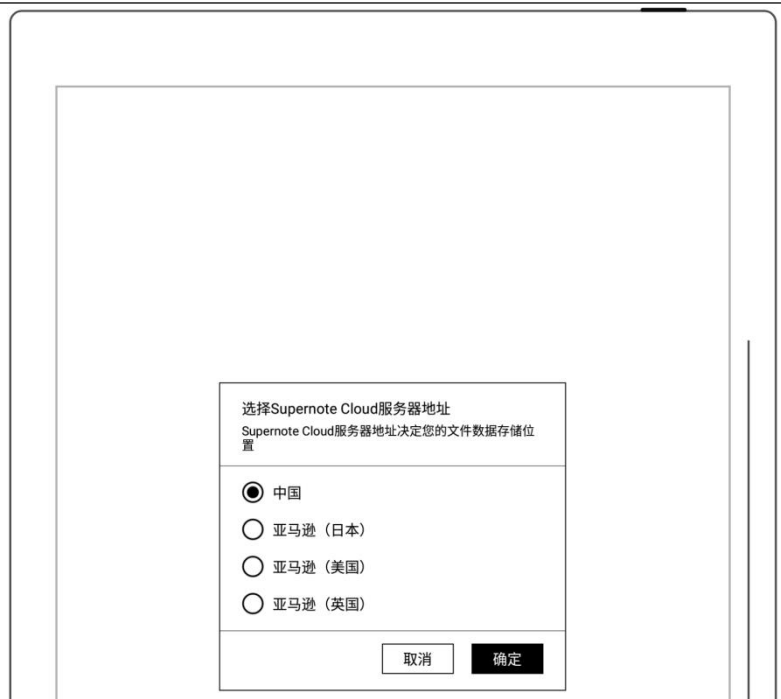 选择Supernote Cloud服务器地址
Supernote Cloud服务器地址决定您的文件数据存储位
置
中国
亚马逊（日本）
亚马逊（美国）
亚马逊（英国）
取消
确定